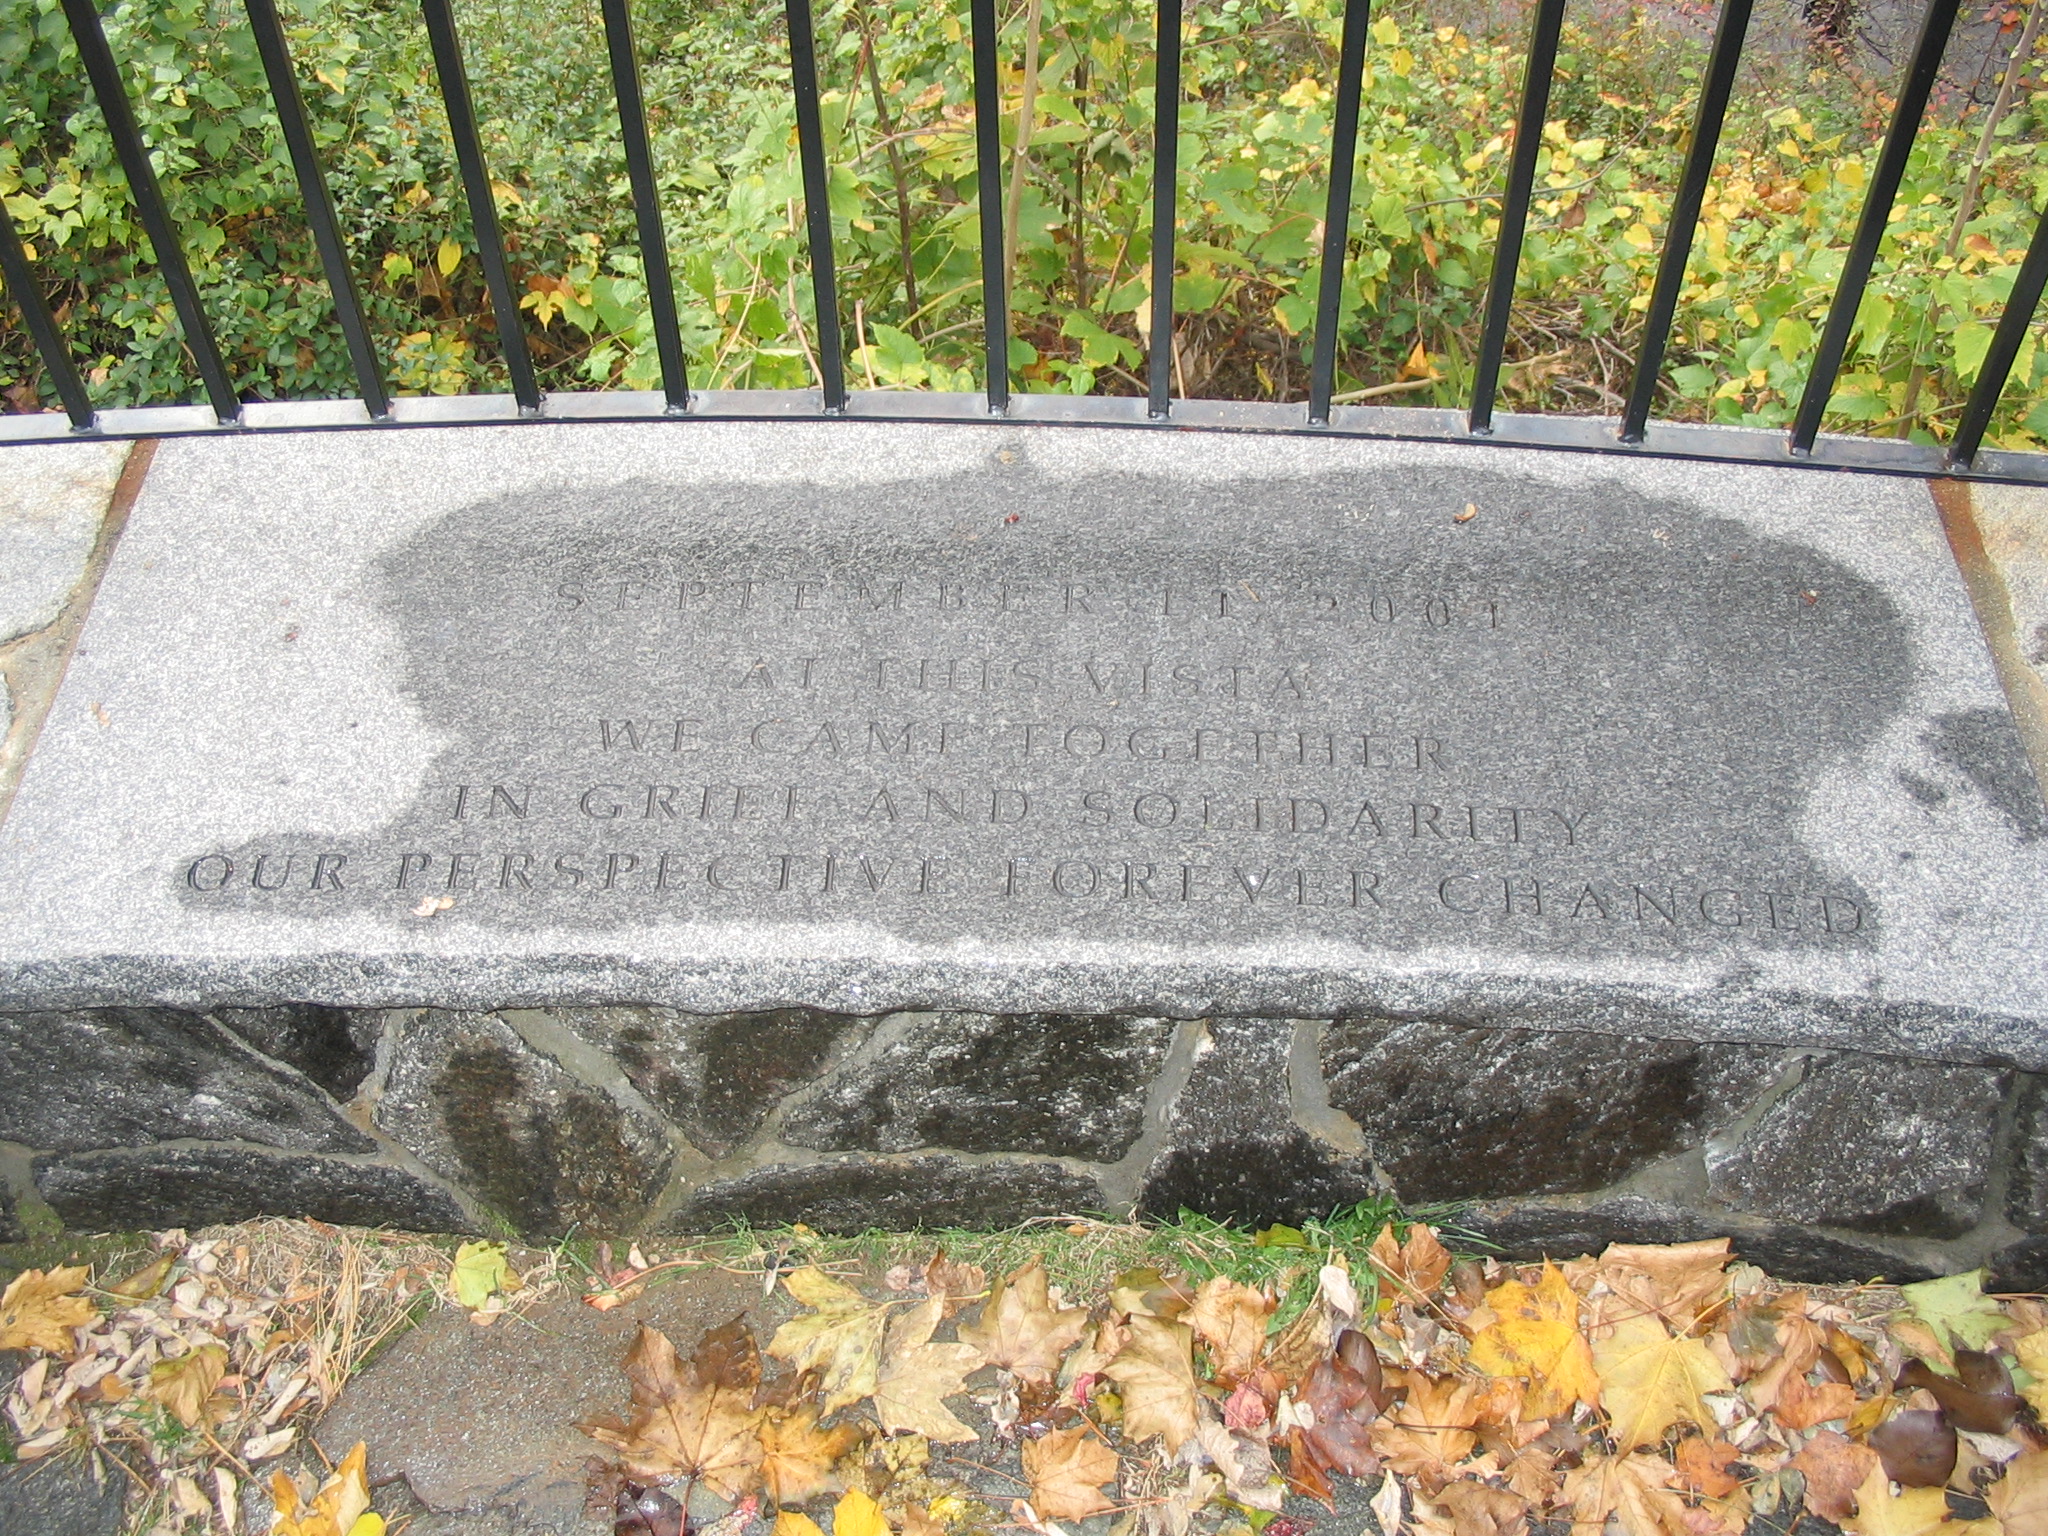 SEPTEMBER 11, 2001
AT THIS VISTA
WE CAME TOGETHER
IN GRIEF AND SOLIDARITY
OUR PERSPECTIVE FOREVER CHANGED